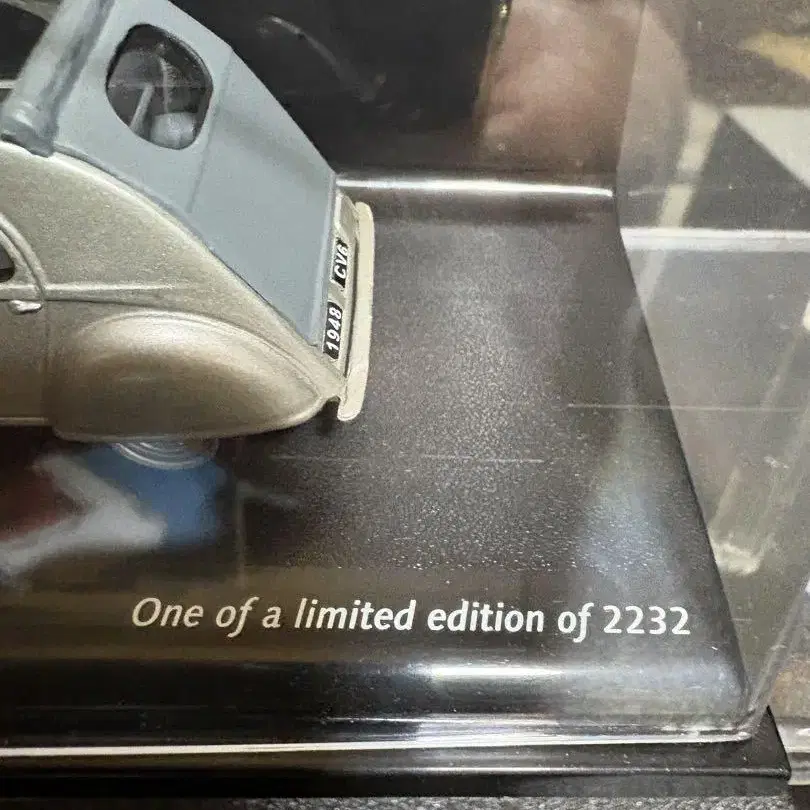 1948 CV6
One of a limited edition of 2232